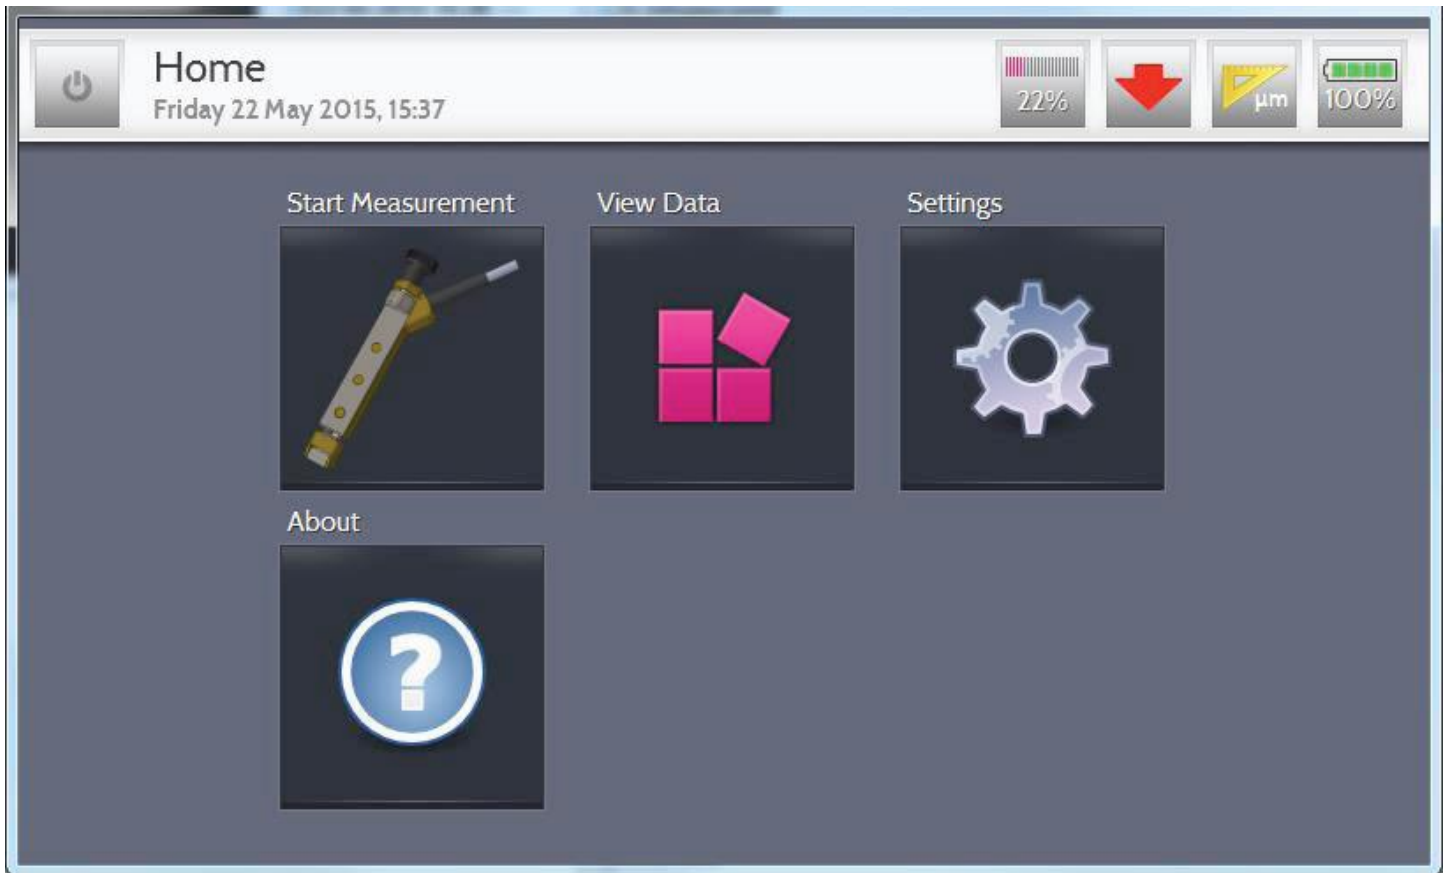 Home
Friday 22 May 2015, 15:37
22%
µm
100%
Start Measurement
View Data
Settings
About
?